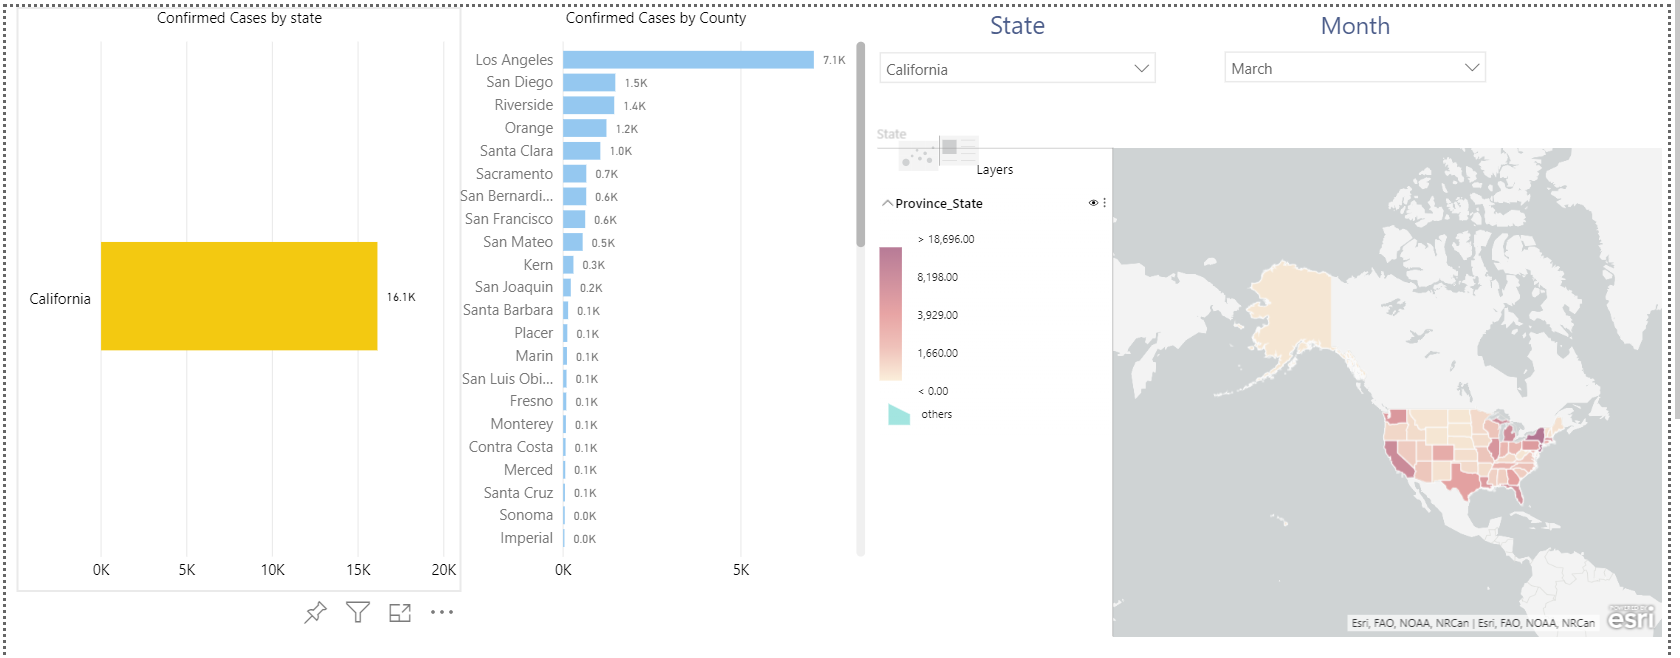 Confirmed Cases by state
California
16.1K
0K
5K
10K
15K
20K
Confirmed Cases by County
Los Angeles 7.1K
San Diego 1.5K
Riverside 1.4K
Orange 1.2K
Santa Clara 1.0K
Sacramento 0.7K
San Bernardi... 0.6K
San Francisco 0.6K
San Mateo 0.5K
Kern 0.3K
San Joaquin 0.2K
Santa Barbara 0.1K
Placer 0.1K
Marin 0.1K
San Luis Obi... 0.1K
Fresno 0.1K
Monterey 0.1K
Contra Costa 0.1K
Merced 0.1K
Santa Cruz 0.1K
Sonoma 0.0K
Imperial 0.0K
0K
5K
State
California
Month
March
State
Layers
Province_State
> 18,696.00
8,198.00
3,929.00
1,660.00
< 0.00
others
Esri, FAO, NOAA, NRCan | Esri, FAO, NOAA, NRCan
esri